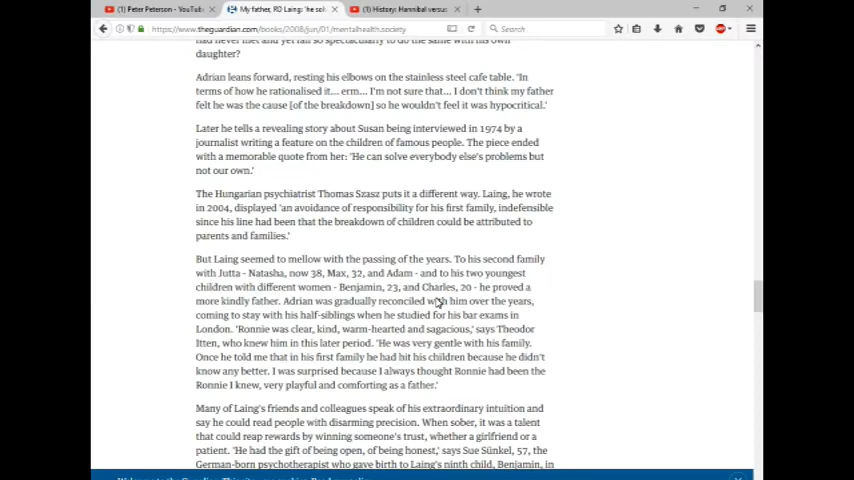 (1) Peter Peterson - YouTube
My father, RD Laing: 'he sol
(1) History: Hannibal versus
https://www.theguardian.com/books/2008/jun/01/mentalhealth.society
Search
had never met and yet fail so spectacularly to do the same with his own
daughter?
Adrian leans forward, resting his elbows on the stainless steel cafe table. 'In
terms of how he rationalised it... erm... I'm not sure that... I don't think my father
felt he was the cause [of the breakdown] so he wouldn't feel it was hypocritical.'
Later he tells a revealing story about Susan being interviewed in 1974 by a
journalist writing a feature on the children of famous people. The piece ended
with a memorable quote from her: 'He can solve everybody else's problems but
not our own.'
The Hungarian psychiatrist Thomas Szasz puts it a different way. Laing, he wrote
in 2004, displayed 'an avoidance of responsibility for his first family, indefensible
since his line had been that the breakdown of children could be attributed to
parents and families.'
But Laing seemed to mellow with the passing of the years. To his second family
with Jutta - Natasha, now 38, Max, 32, and Adam - and to his two youngest
children with different women - Benjamin, 23, and Charles, 20 - he proved a
more kindly father. Adrian was gradually reconciled with him over the years,
coming to stay with his half-siblings when he studied for his bar exams in
London. 'Ronnie was clear, kind, warm-hearted and sagacious,' says Theodor
Itten, who knew him in this later period. 'He was very gentle with his family.
Once he told me that in his first family he had hit his children because he didn't
know any better. I was surprised because I always thought Ronnie had been the
Ronnie I knew, very playful and comforting as a father.'
Many of Laing's friends and colleagues speak of his extraordinary intuition and
say he could read people with disarming precision. When sober, it was a talent
that could reap rewards by winning someone's trust, whether a girlfriend or a
patient. 'He had the gift of being open, of being honest,' says Sue Sünkel, 57, the
German-born psychotherapist who gave birth to Laing's ninth child, Benjamin, in